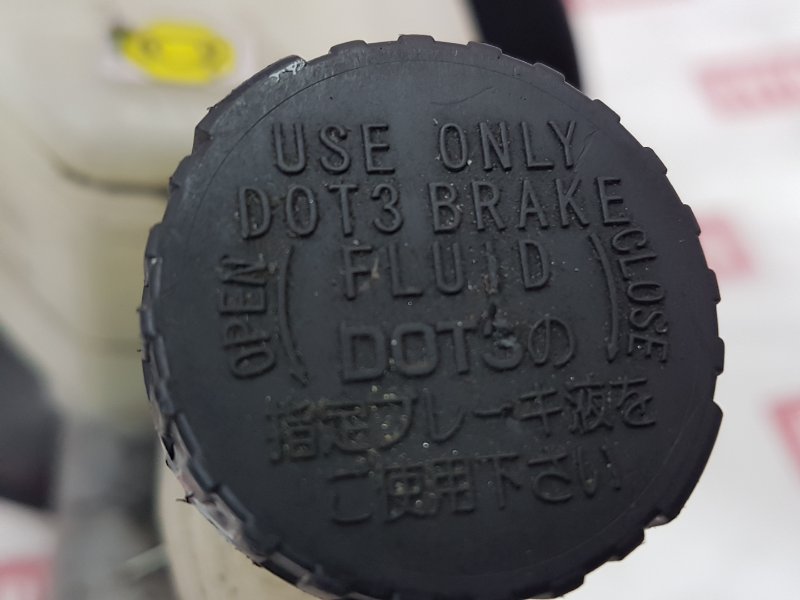 USE ONLY
DOT3 BRAKE
FLUID
OPEN
CLOSE
DOT3の
指定ブレーキ液を
ご使用下さい